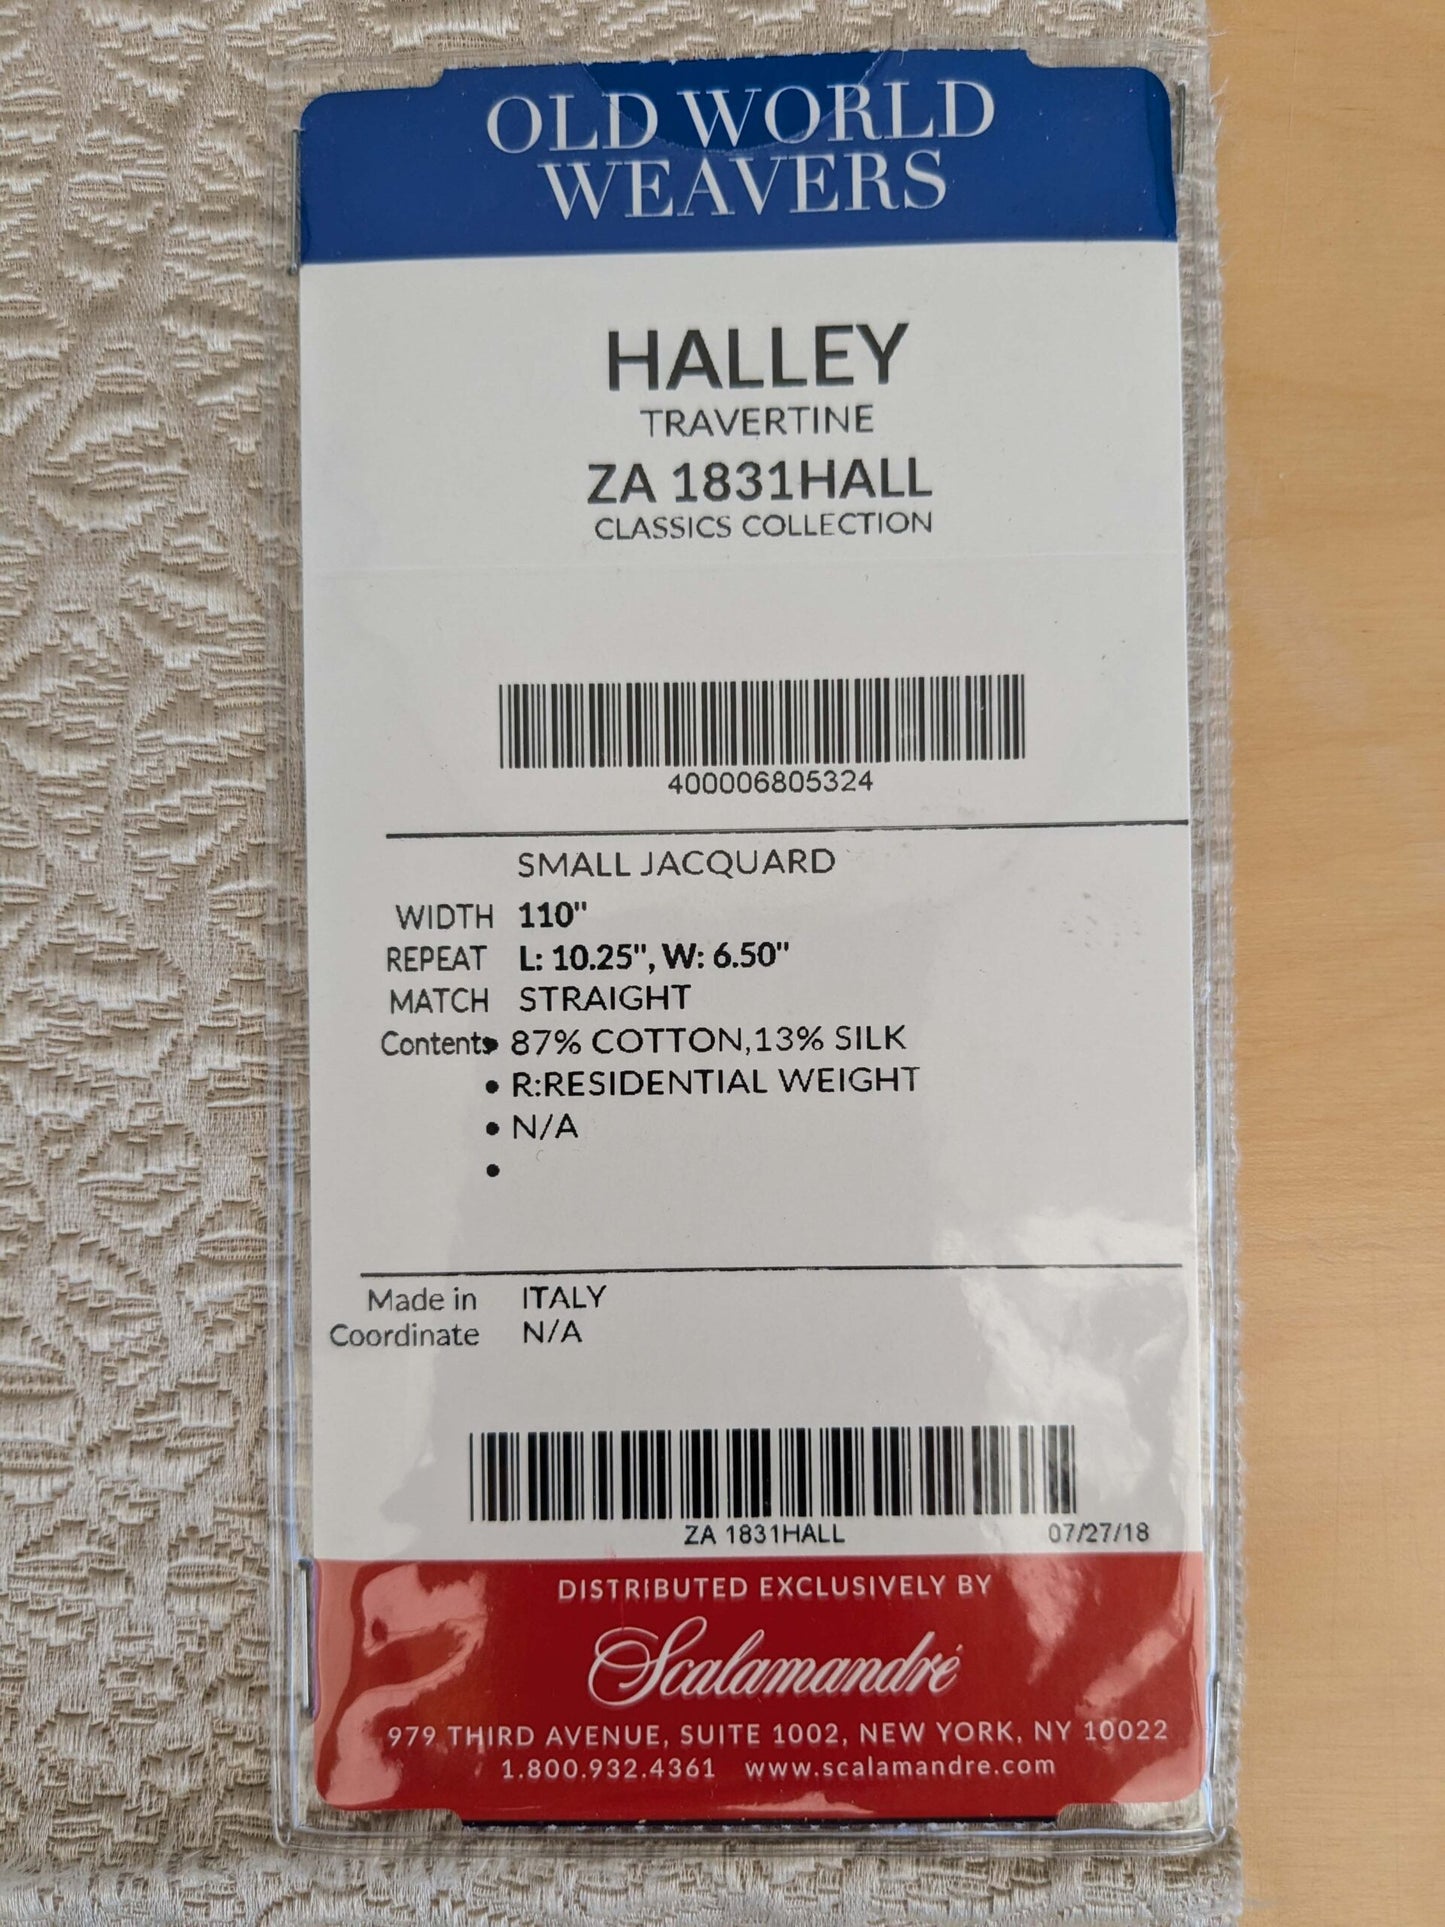 OLD WORLD
WEAVERS
HALLEY
TRAVERTINE
ZA 1831HALL
CLASSICS COLLECTION
400006805324
SMALL JACQUARD
WIDTH 110"
REPEAT L: 10.25", W: 6.50"
MATCH STRAIGHT
Contents • 87% COTTON,13% SILK
• R:RESIDENTIAL WEIGHT
• N/A
•
Made in ITALY
Coordinate N/A
ZA 1831HALL 07/27/18
DISTRIBUTED EXCLUSIVELY BY
Scalamandré
979 THIRD AVENUE, SUITE 1002, NEW YORK, NY 10022
1.800.932.4361 www.scalamandre.com